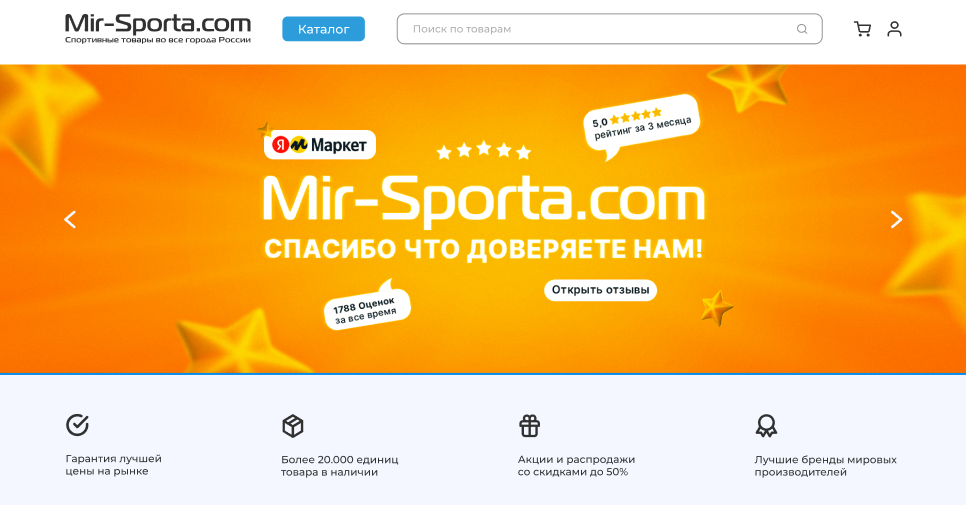 Mir-Sporta.com
Спортивные товары во все города России
Каталог
Поиск по товарам
5,0
рейтинг за 3 месяца
Я М Маркет
Mir-Sporta.com
СПАСИБО ЧТО ДОВЕРЯЕТЕ НАМ!
Открыть отзывы
1788 Оценок
за все время
Гарантия лучшей
цены на рынке
Более 20.000 единиц
товара в наличии
Акции и распродажи
со скидками до 50%
Лучшие бренды мировых
производителей